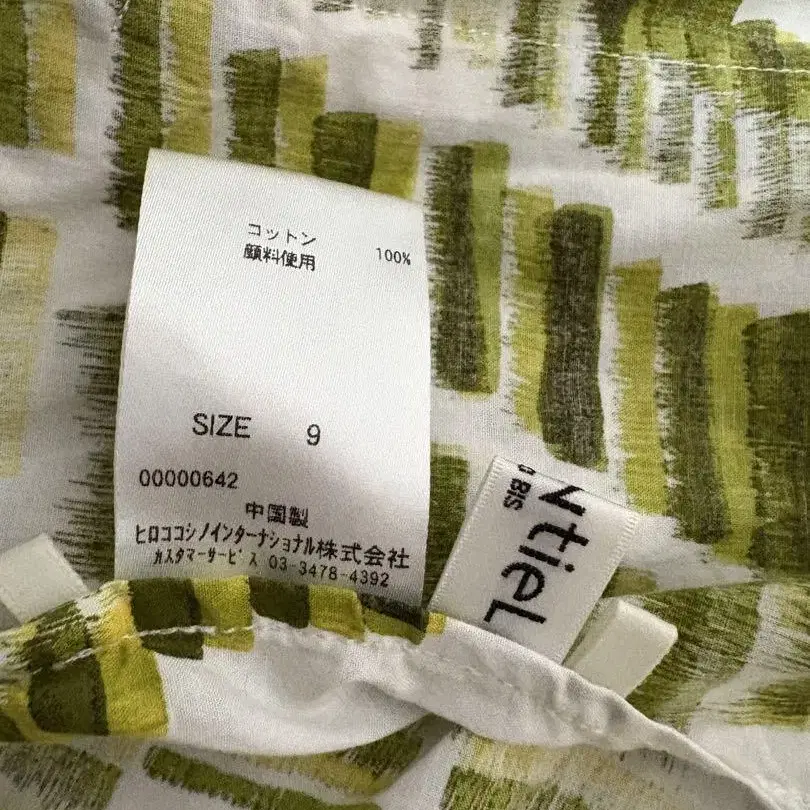 コットン 100%
顔料使用
SIZE 9
00000642
中国製
ヒロココシノインターナショナル株式会社
カスタマーサービス 03-3478-4392
BIS
tieL